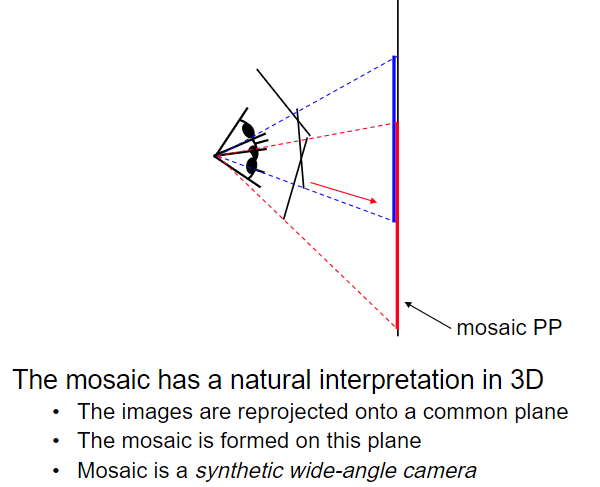 mosaic PP
The mosaic has a natural interpretation in 3D
• The images are reprojected onto a common plane
• The mosaic is formed on this plane
• Mosaic is a synthetic wide-angle camera